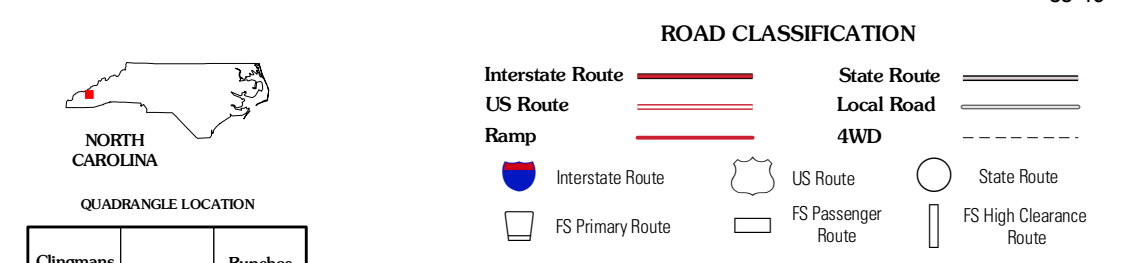 ROAD CLASSIFICATION
Interstate Route
State Route
US Route
Local Road
Ramp
4WD
Interstate Route
US Route
State Route
FS Primary Route
FS Passenger
Route
FS High Clearance
Route
NORTH
CAROLINA
QUADRANGLE LOCATION
Clingmans